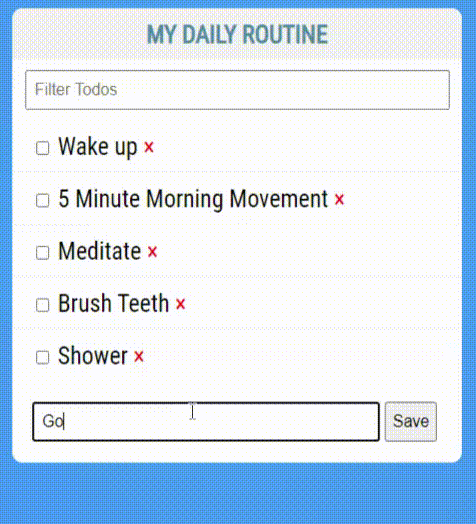 MY DAILY ROUTINE
Filter Todos
Wake up ×
5 Minute Morning Movement ×
Meditate ×
Brush Teeth ×
Shower ×
Go
Save